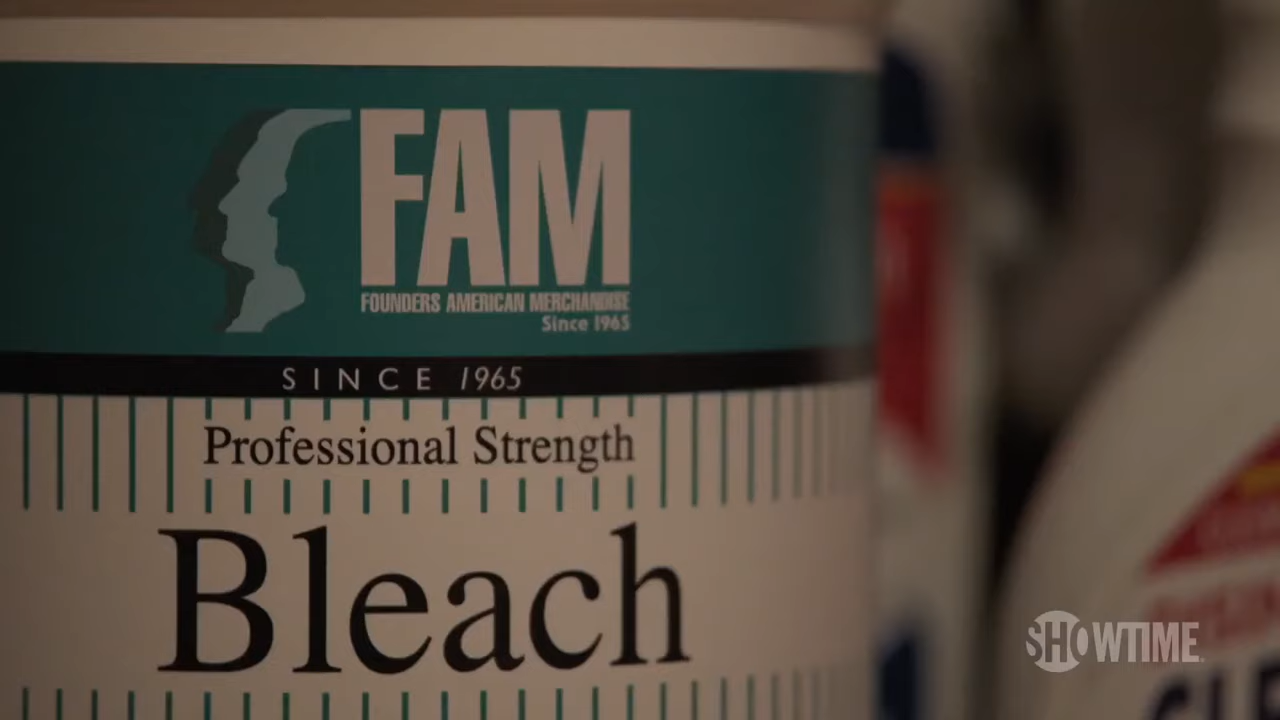 FAM
FOUNDERS AMERICAN MERCHANDISE
Since 1965
SINCE 1965
Professional Strength
Bleach
SHOWTIME